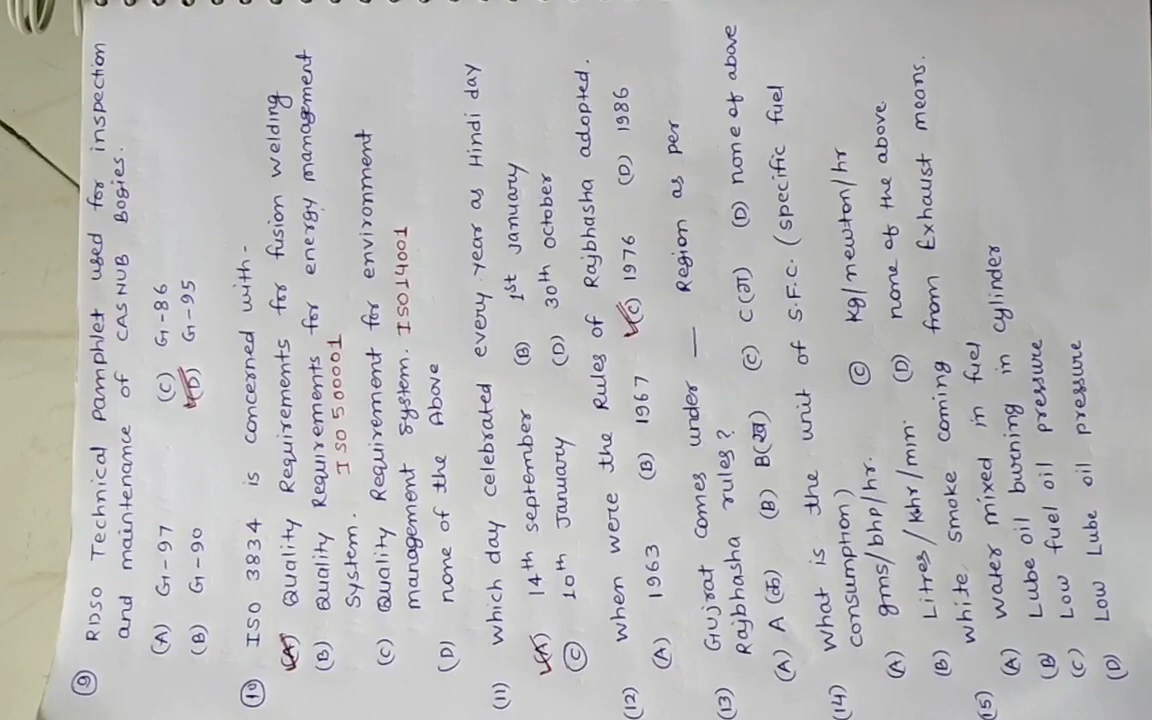 ⑨ RDSO Technical pamphlet used for inspection
and maintenance of CASNUB Bogies.
(A) G-97 (C) G-86
(B) G-90 (D) G-95
⑩ ISO 3834 is concerned with-
(A) Quality Requirements for fusion welding
(B) Quality Requirements for energy management
System. ISO 500001
(C) Quality Requirement for environment
management system. ISO14001
(D) none of the Above
(11) which day celebrated every year as Hindi day
(A) 14th september (B) 1st January
Ⓒ 10th January (D) 30th october
(12) when were the Rules of Rajbhasha adopted.
(A) 1963 (B) 1967 (C) 1976 (D) 1986
(13) Gujrat comes under — Region as per
Rajbhasha rules?
(A) A (क) (B) B(ख) (C) C(ग) (D) none of above
(14) What is the unit of S.F.C. (specific fuel
consumption)
(A) gms/bhp/hr. Ⓒ kg/newton/hr
(B) Litres/khr/min. (D) none of the above
(15) white smoke coming from Exhaust means.
(A) water mixed in fuel
(B) Lube oil burning in cylinder
(C) Low fuel oil pressure
(D) Low Lube oil pressure